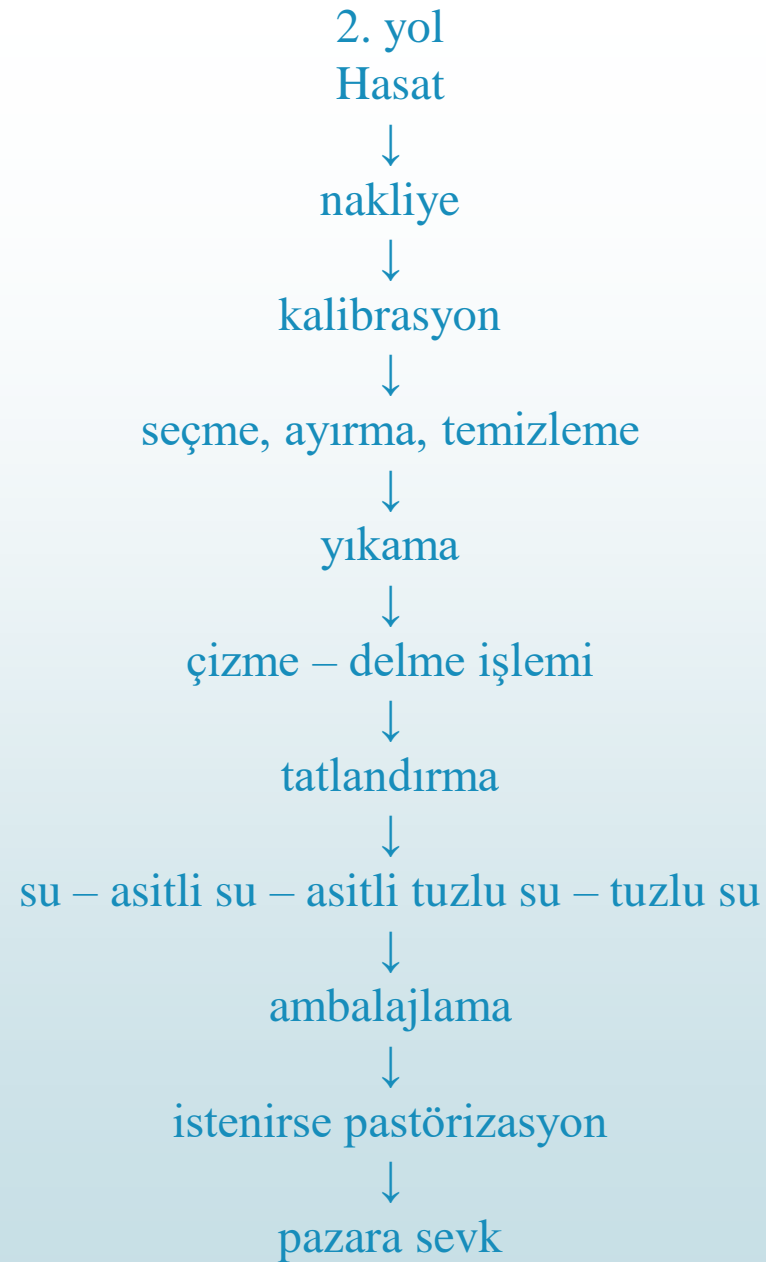 2. yol
Hasat
↓
nakliye
↓
kalibrasyon
↓
seçme, ayırma, temizleme
↓
yıkama
↓
çizme – delme işlemi
↓
tatlandırma
↓
su – asitli su – asitli tuzlu su – tuzlu su
↓
ambalajlama
↓
istenirse pastörizasyon
↓
pazara sevk